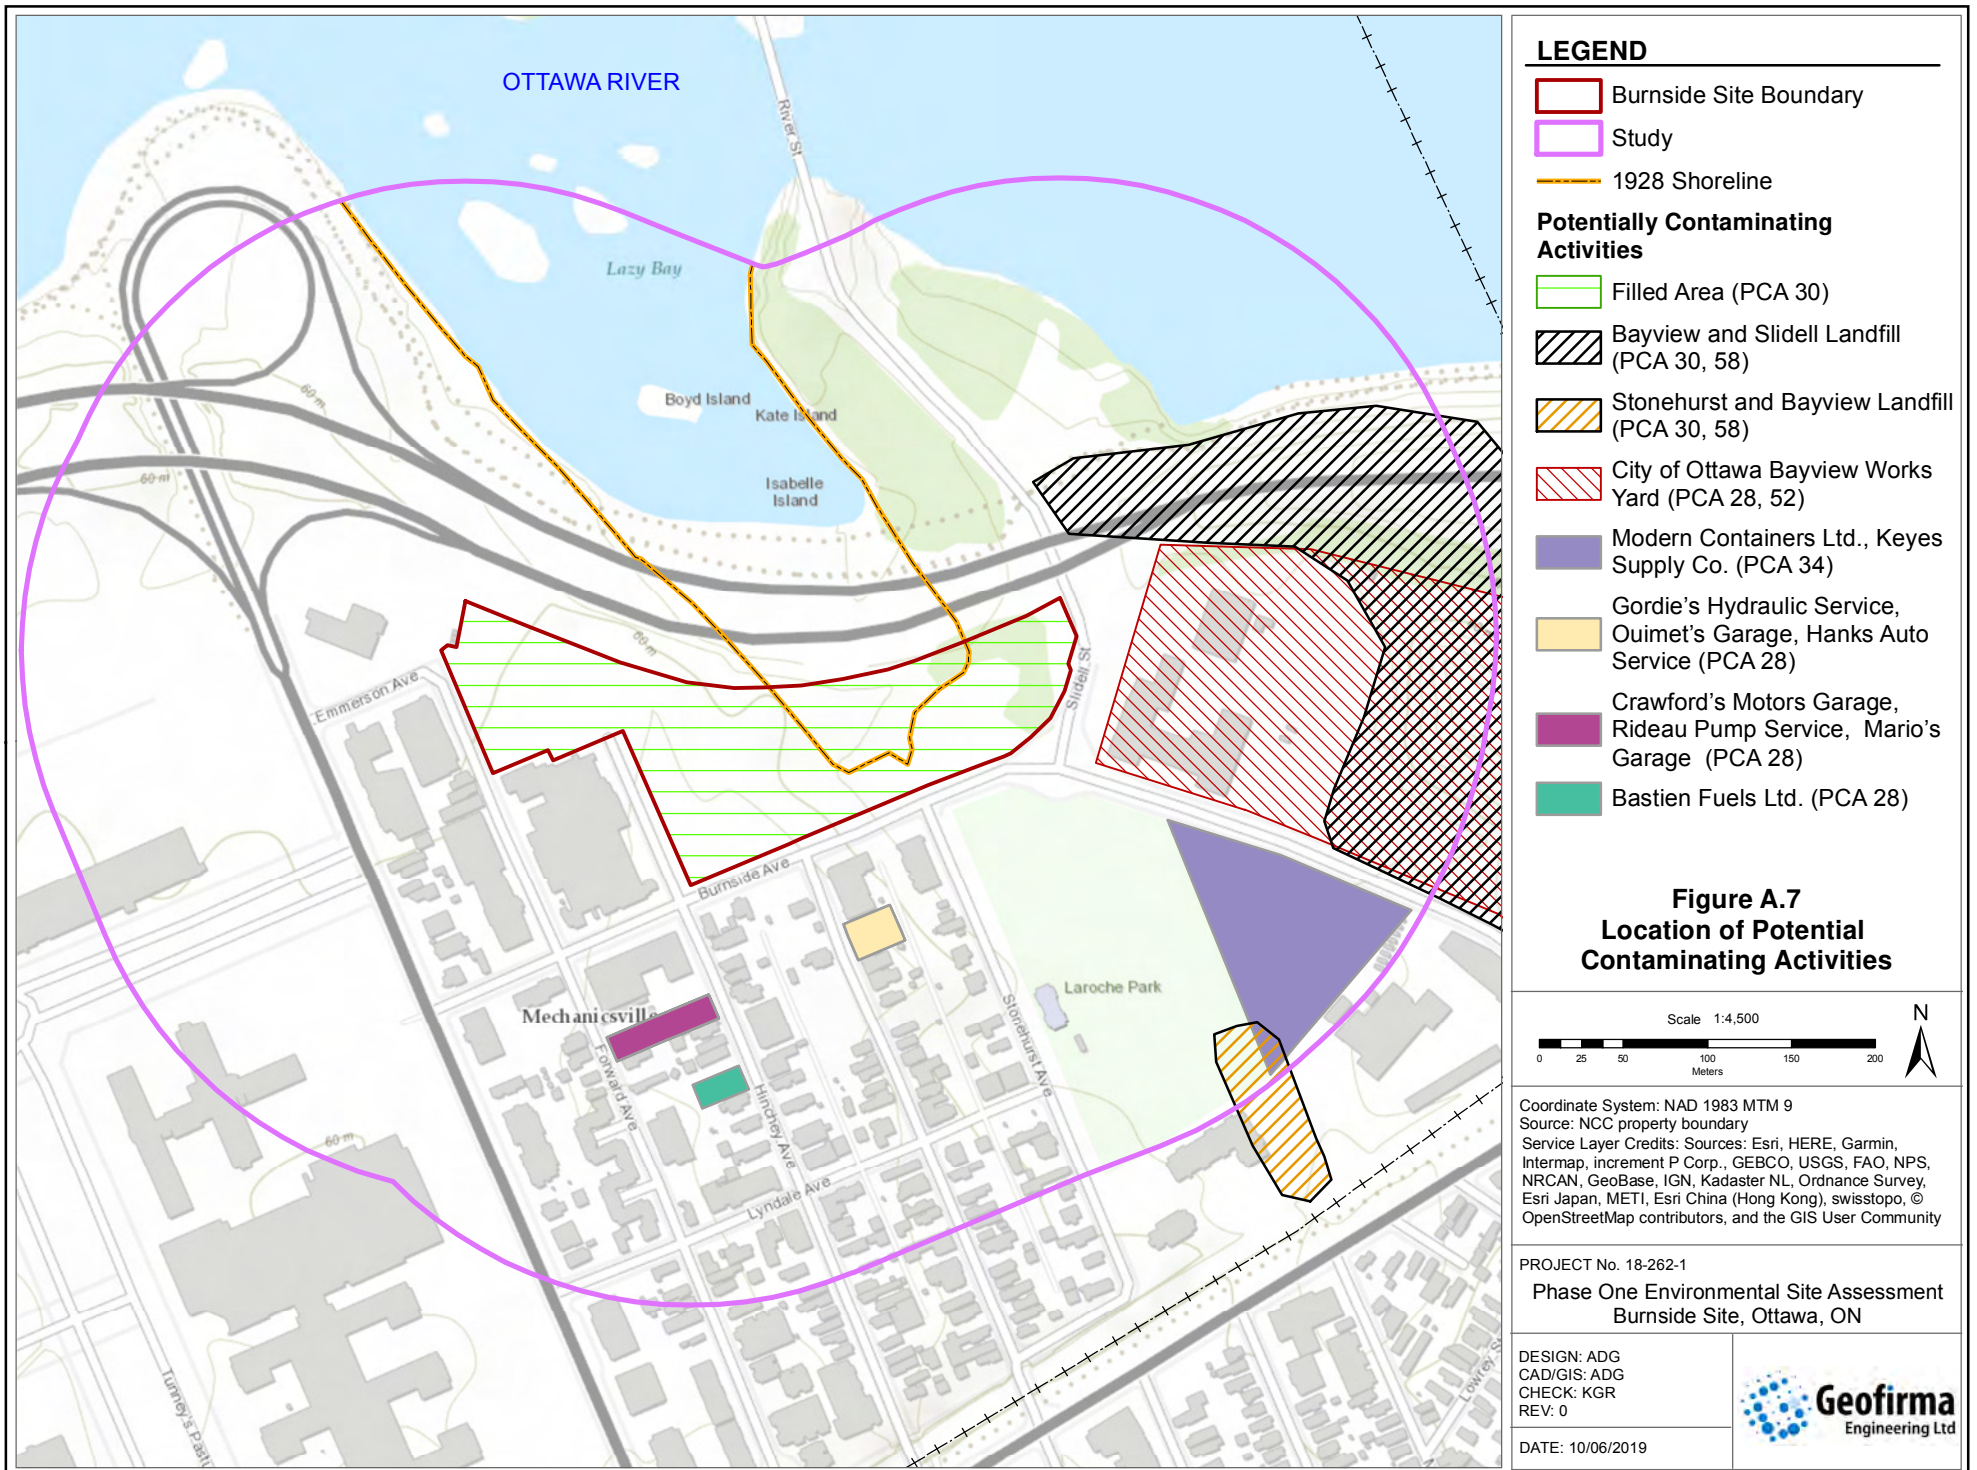 OTTAWA RIVER
River St
Lazy Bay
Boyd Island
Kate Island
Isabelle
Island
60 m
60 m
60 m
60 m
Emmerson Ave
Slidell St
Burnside Ave
Laroche Park
Mechanicsville
Forward Ave
Hinchey Ave
Stonehurst Ave
Lyndale Ave
Tunney's Pastu
Lowrey St
LEGEND
Burnside Site Boundary
Study
1928 Shoreline
Potentially Contaminating
Activities
Filled Area (PCA 30)
Bayview and Slidell Landfill
(PCA 30, 58)
Stonehurst and Bayview Landfill
(PCA 30, 58)
City of Ottawa Bayview Works
Yard (PCA 28, 52)
Modern Containers Ltd., Keyes
Supply Co. (PCA 34)
Gordie's Hydraulic Service,
Ouimet's Garage, Hanks Auto
Service (PCA 28)
Crawford's Motors Garage,
Rideau Pump Service, Mario's
Garage (PCA 28)
Bastien Fuels Ltd. (PCA 28)
Figure A.7
Location of Potential
Contaminating Activities
Scale 1:4,500
N
0 25 50 100 150 200
Meters
Coordinate System: NAD 1983 MTM 9
Source: NCC property boundary
Service Layer Credits: Sources: Esri, HERE, Garmin,
Intermap, increment P Corp., GEBCO, USGS, FAO, NPS,
NRCAN, GeoBase, IGN, Kadaster NL, Ordnance Survey,
Esri Japan, METI, Esri China (Hong Kong), swisstopo, ©
OpenStreetMap contributors, and the GIS User Community
PROJECT No. 18-262-1
Phase One Environmental Site Assessment
Burnside Site, Ottawa, ON
DESIGN: ADG
CAD/GIS: ADG
CHECK: KGR
REV: 0
DATE: 10/06/2019
Geofirma
Engineering Ltd